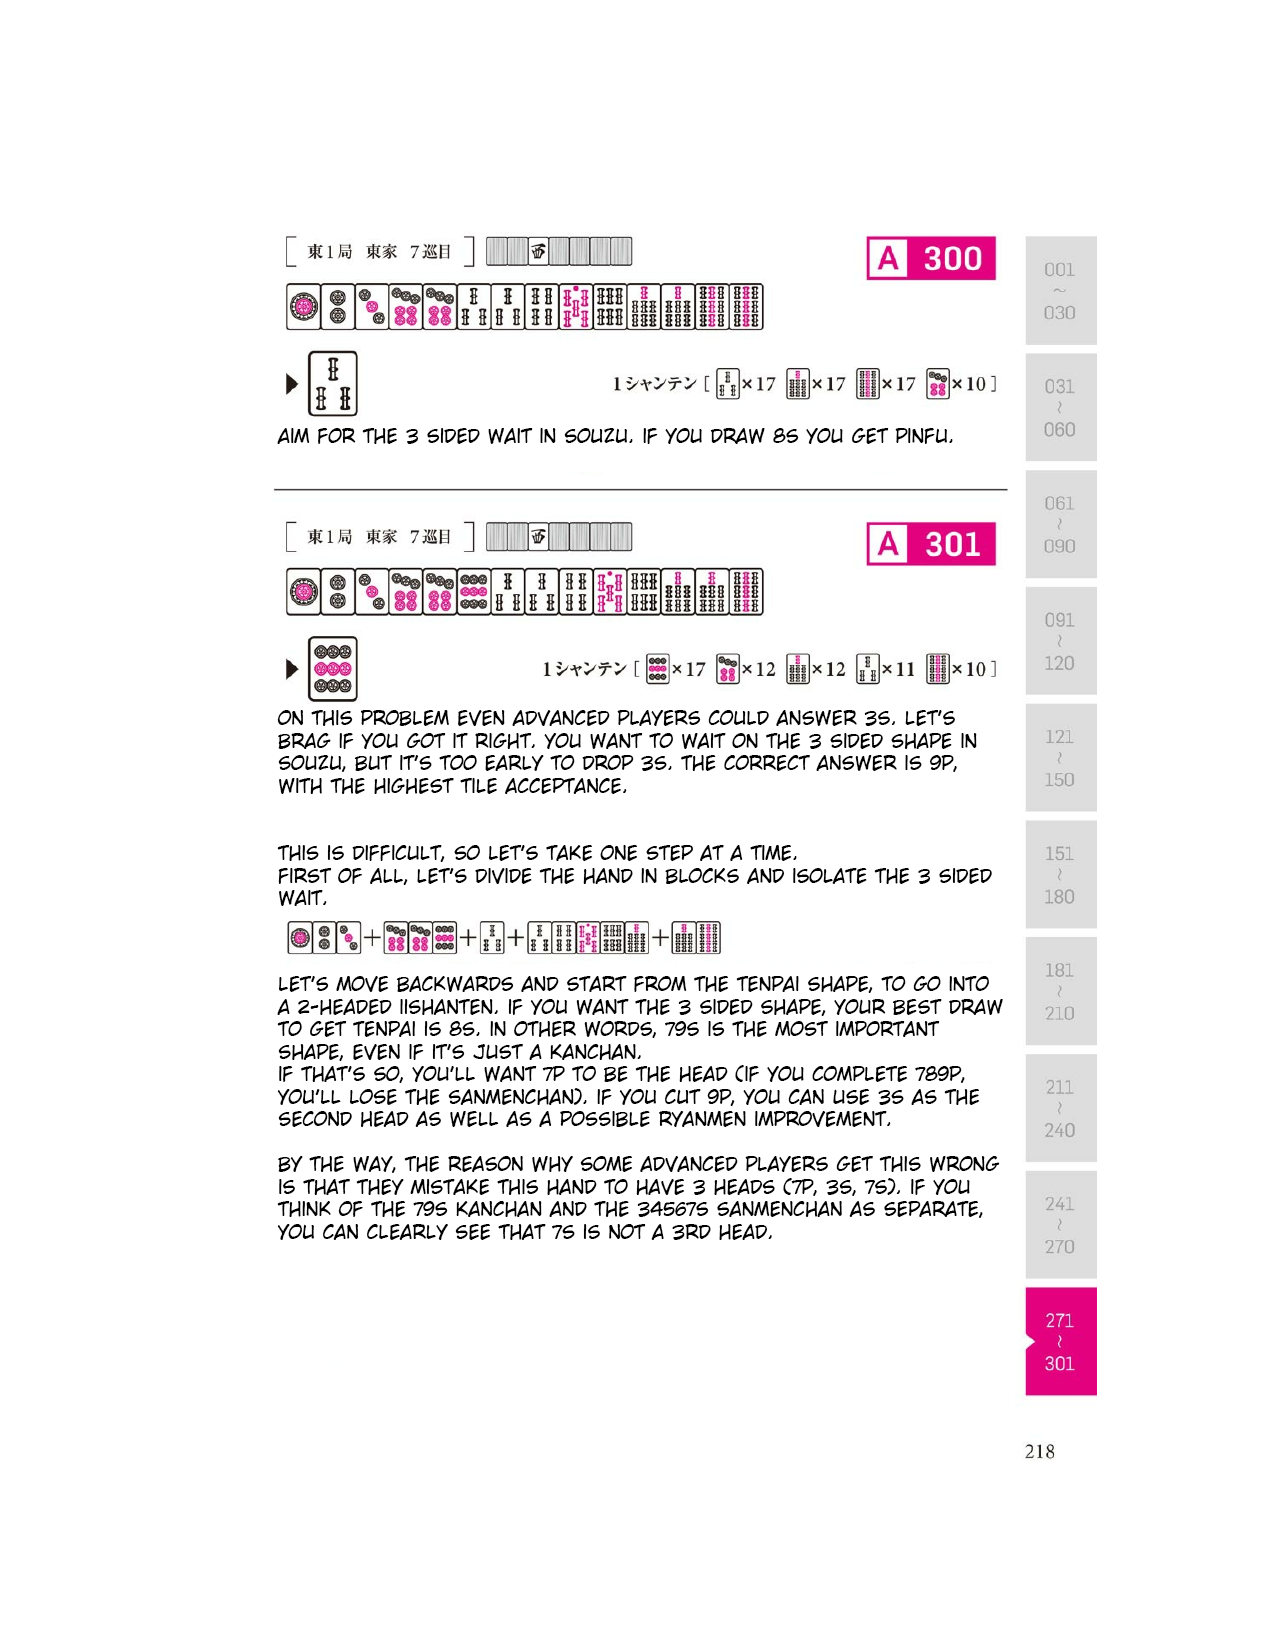 [ 東1局 東家 7巡目 ] 西
A 300
1シャンテン [ ×17 ×17 ×17 ×10 ]
AIM FOR THE 3 SIDED WAIT IN SOUZU. IF YOU DRAW 8S YOU GET PINFU.
[ 東1局 東家 7巡目 ] 西
A 301
1シャンテン [ ×17 ×12 ×12 ×11 ×10 ]
ON THIS PROBLEM EVEN ADVANCED PLAYERS COULD ANSWER 3S. LET'S
BRAG IF YOU GOT IT RIGHT. YOU WANT TO WAIT ON THE 3 SIDED SHAPE IN
SOUZU, BUT IT'S TOO EARLY TO DROP 3S. THE CORRECT ANSWER IS 9P,
WITH THE HIGHEST TILE ACCEPTANCE.
THIS IS DIFFICULT, SO LET'S TAKE ONE STEP AT A TIME.
FIRST OF ALL, LET'S DIVIDE THE HAND IN BLOCKS AND ISOLATE THE 3 SIDED
WAIT.
+ + + +
LET'S MOVE BACKWARDS AND START FROM THE TENPAI SHAPE, TO GO INTO
A 2-HEADED IISHANTEN. IF YOU WANT THE 3 SIDED SHAPE, YOUR BEST DRAW
TO GET TENPAI IS 8S. IN OTHER WORDS, 79S IS THE MOST IMPORTANT
SHAPE, EVEN IF IT'S JUST A KANCHAN.
IF THAT'S SO, YOU'LL WANT 7P TO BE THE HEAD (IF YOU COMPLETE 789P,
YOU'LL LOSE THE SANMENCHAN). IF YOU CUT 9P, YOU CAN USE 3S AS THE
SECOND HEAD AS WELL AS A POSSIBLE RYANMEN IMPROVEMENT.
BY THE WAY, THE REASON WHY SOME ADVANCED PLAYERS GET THIS WRONG
IS THAT THEY MISTAKE THIS HAND TO HAVE 3 HEADS (7P, 3S, 7S). IF YOU
THINK OF THE 79S KANCHAN AND THE 34567S SANMENCHAN AS SEPARATE,
YOU CAN CLEARLY SEE THAT 7S IS NOT A 3RD HEAD.
001
~
030
031
~
060
061
~
090
091
~
120
121
~
150
151
~
180
181
~
210
211
~
240
241
~
270
271
~
301
218